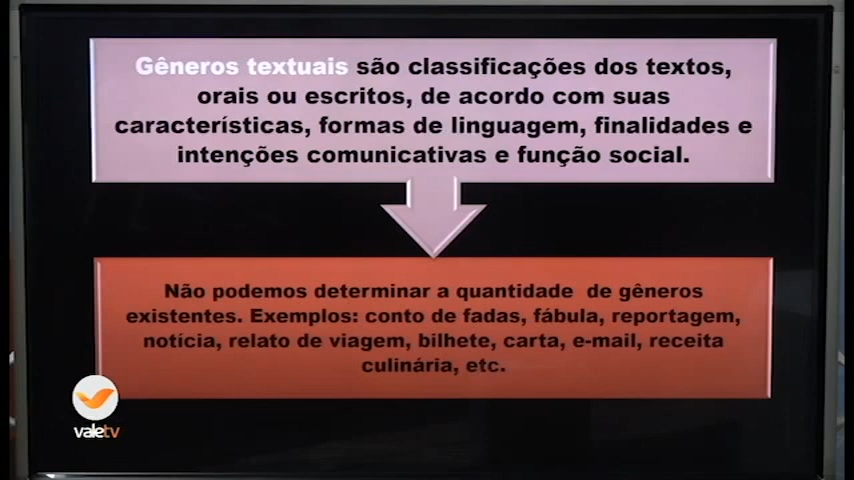 Gêneros textuais são classificações dos textos,
orais ou escritos, de acordo com suas
características, formas de linguagem, finalidades e
intenções comunicativas e função social.
Não podemos determinar a quantidade de gêneros
existentes. Exemplos: conto de fadas, fábula, reportagem,
notícia, relato de viagem, bilhete, carta, e-mail, receita
culinária, etc.
valetv